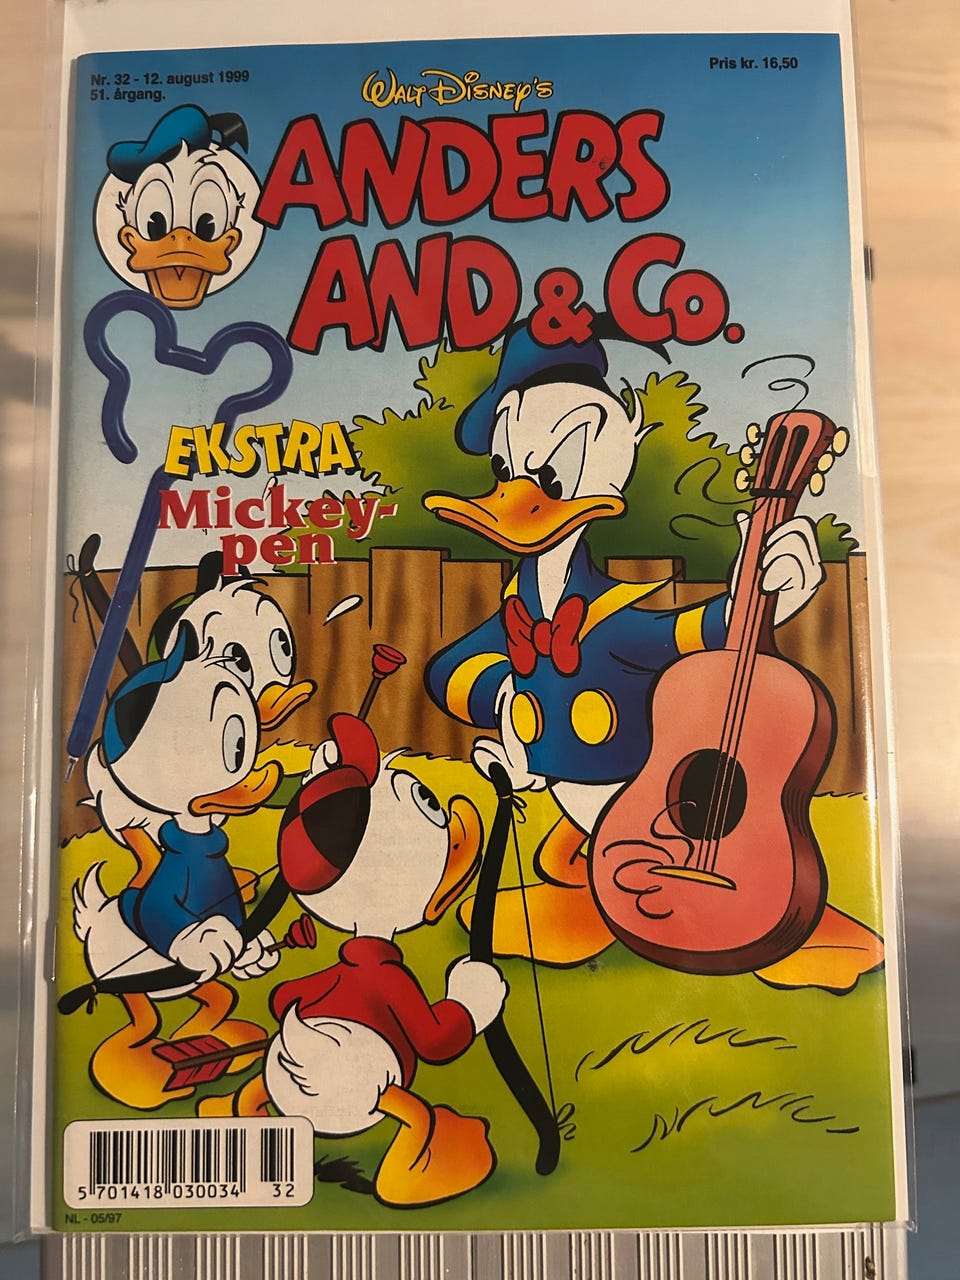 Nr. 32 - 12. august 1999
51. årgang.
Pris kr. 16,50
WALT DISNEY'S
ANDERS
AND & Co.
EKSTRA
Mickey-
pen
5 701418 030034 32
NL - 05/97